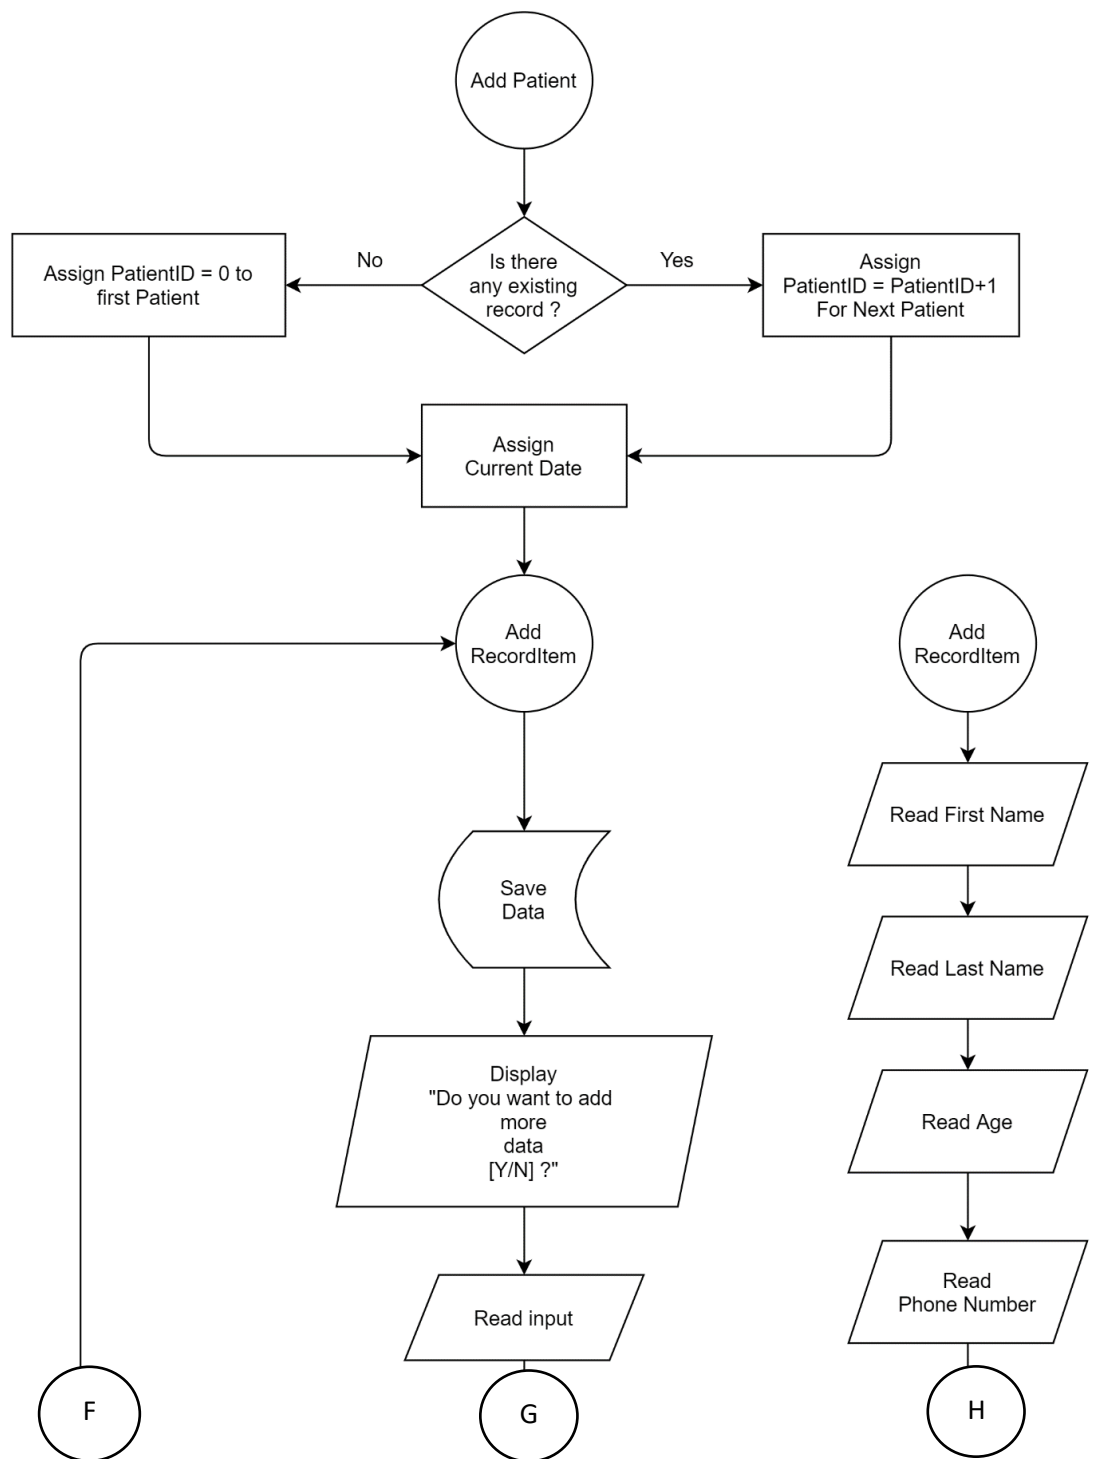 Add Patient
No
Yes
Assign PatientID = 0 to
first Patient
Is there
any existing
record ?
Assign
PatientID = PatientID+1
For Next Patient
Assign
Current Date
Add
RecordItem
Save
Data
Display
"Do you want to add
more
data
[Y/N] ?"
Read input
Add
RecordItem
Read First Name
Read Last Name
Read Age
Read
Phone Number
F
G
H